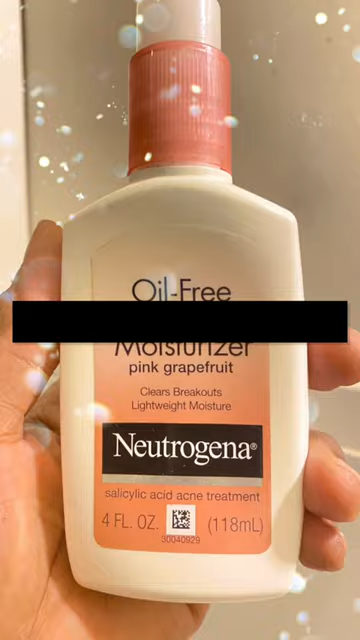 Oil-Free
Moisturizer
pink grapefruit
Clears Breakouts
Lightweight Moisture
Neutrogena®
salicylic acid acne treatment
4 FL. OZ. (118mL)
30040929